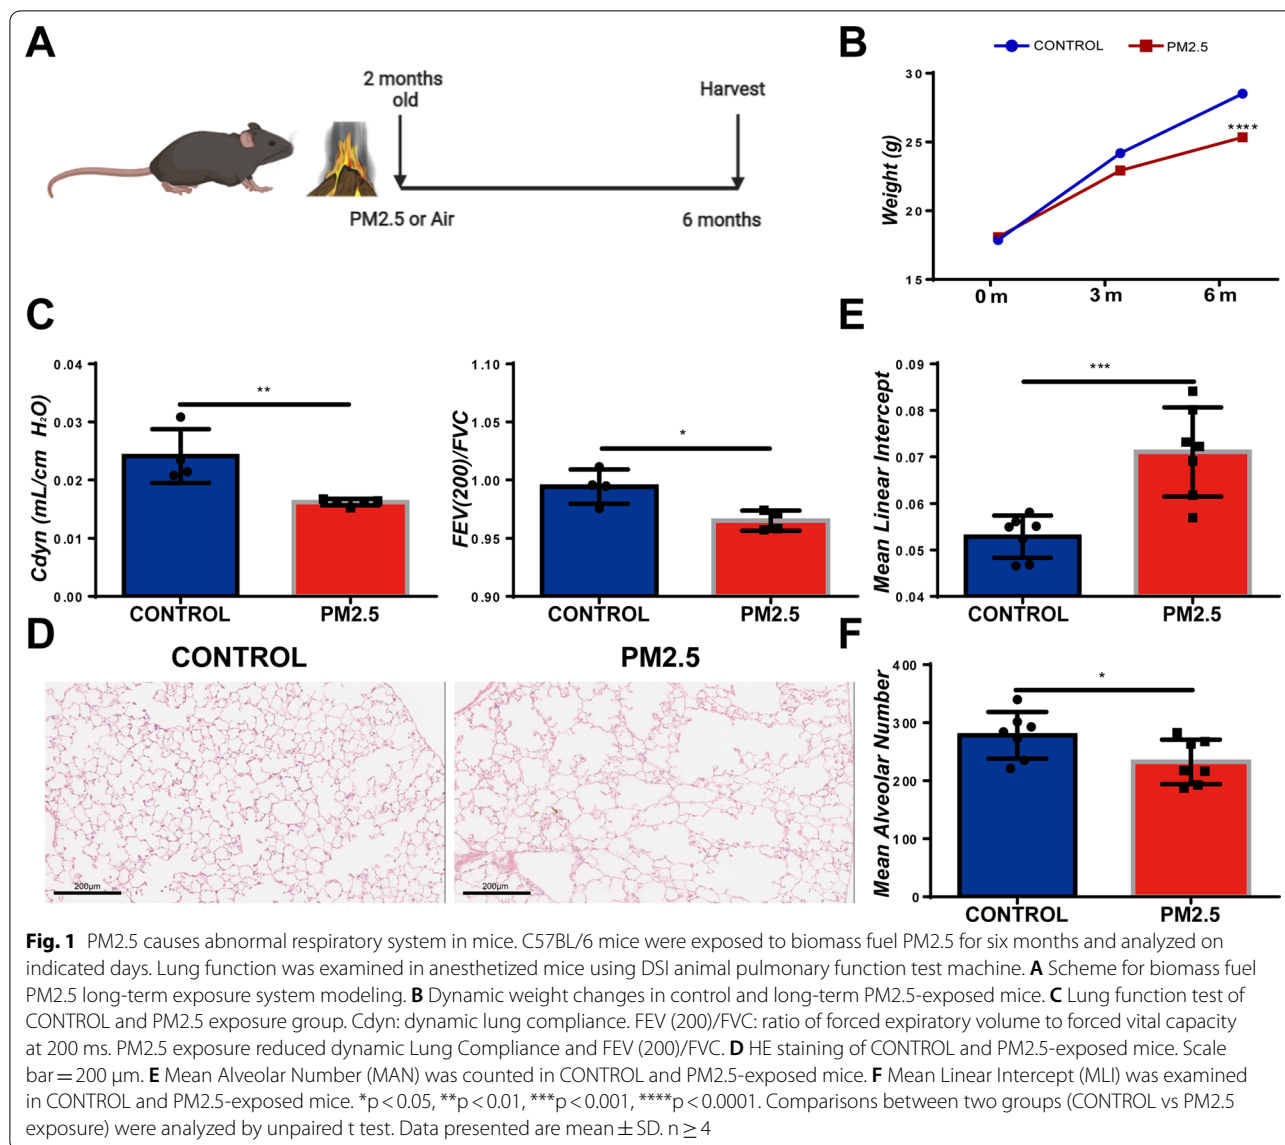 A
2 months
old
Harvest
PM2.5 or Air
6 months
B
CONTROL
PM2.5
Weight (g)
30
25
20
15
****
0 m
3 m
6 m
C
Cdyn (mL/cm H₂O)
0.04
0.03
0.02
0.01
0.00
**
CONTROL
PM2.5
FEV(200)/FVC
1.10
1.05
1.00
0.95
0.90
*
CONTROL
PM2.5
E
Mean Linear Intercept
0.09
0.08
0.07
0.06
0.05
0.04
***
CONTROL
PM2.5
D
CONTROL
PM2.5
200μm
200μm
F
Mean Alveolar Number
400
300
200
100
0
*
CONTROL
PM2.5
Fig. 1 PM2.5 causes abnormal respiratory system in mice. C57BL/6 mice were exposed to biomass fuel PM2.5 for six months and analyzed on
indicated days. Lung function was examined in anesthetized mice using DSI animal pulmonary function test machine. A Scheme for biomass fuel
PM2.5 long-term exposure system modeling. B Dynamic weight changes in control and long-term PM2.5-exposed mice. C Lung function test of
CONTROL and PM2.5 exposure group. Cdyn: dynamic lung compliance. FEV (200)/FVC: ratio of forced expiratory volume to forced vital capacity
at 200 ms. PM2.5 exposure reduced dynamic Lung Compliance and FEV (200)/FVC. D HE staining of CONTROL and PM2.5-exposed mice. Scale
bar = 200 μm. E Mean Alveolar Number (MAN) was counted in CONTROL and PM2.5-exposed mice. F Mean Linear Intercept (MLI) was examined
in CONTROL and PM2.5-exposed mice. *p < 0.05, **p < 0.01, ***p < 0.001, ****p < 0.0001. Comparisons between two groups (CONTROL vs PM2.5
exposure) were analyzed by unpaired t test. Data presented are mean ± SD. n ≥ 4